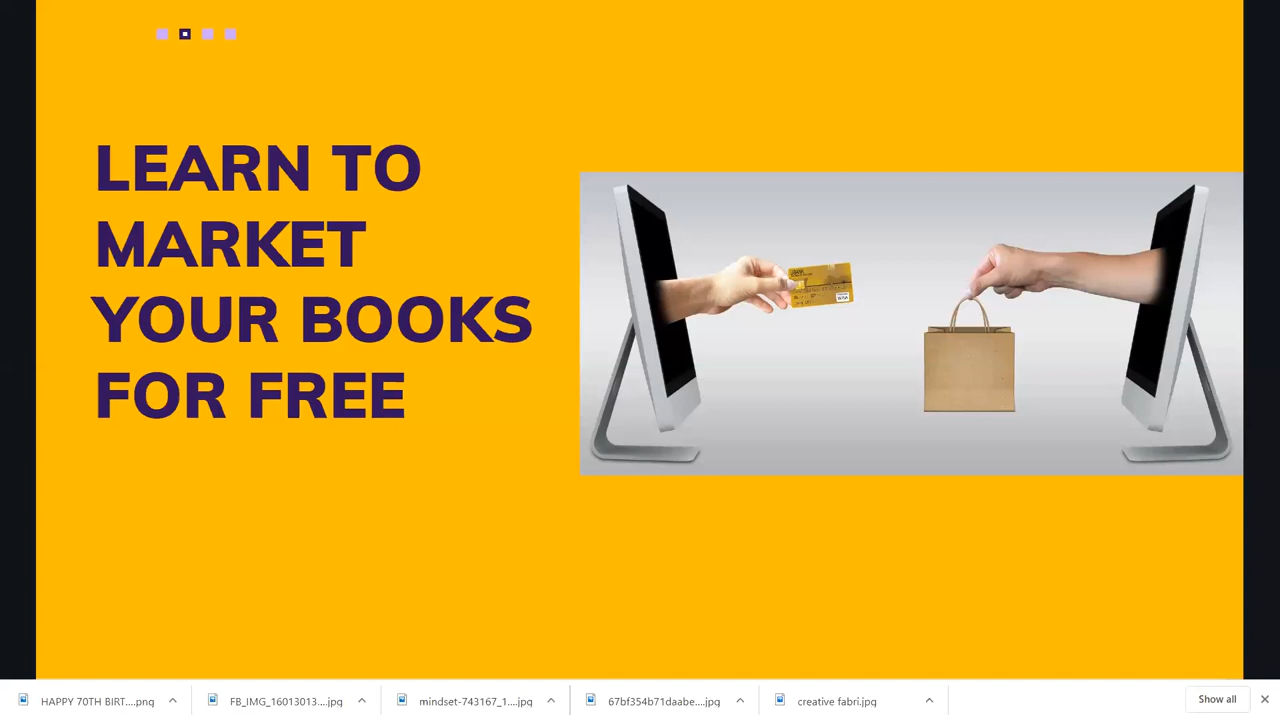 LEARN TO
MARKET
YOUR BOOKS
FOR FREE
VISA
HAPPY 70TH BIRT....png
FB_IMG_16013013....jpg
mindset-743167_1....jpg
67bf354b71daabe....jpg
creative fabri.jpg
Show all